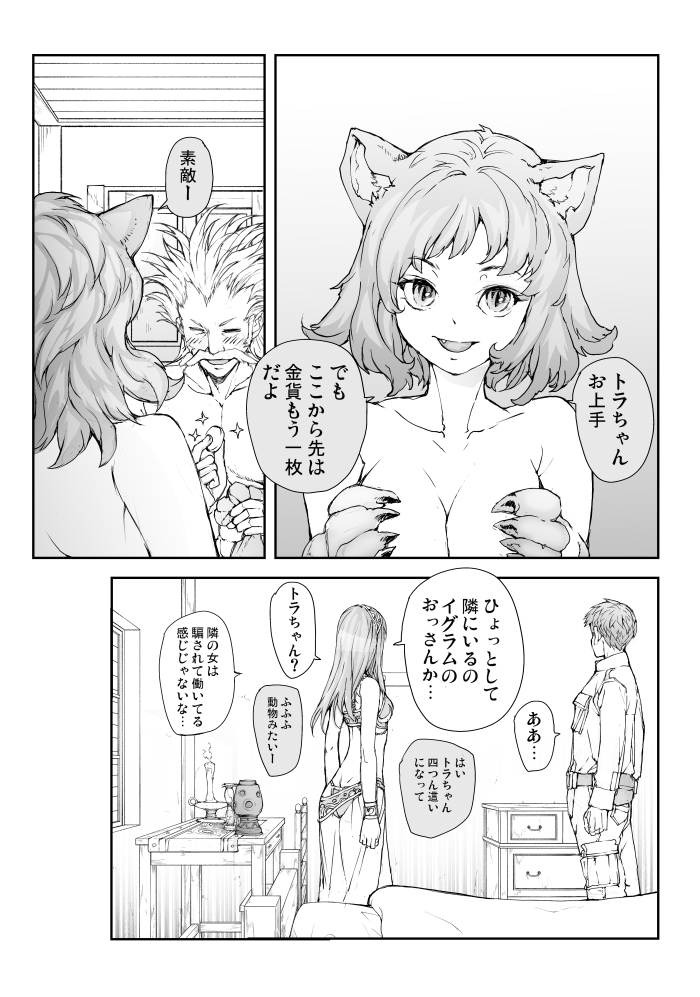 トラちゃん
お上手
でも
ここから先は
金貨もう一枚
だよ
素敵ー
ああ…
ひょっとして
隣にいるの
イグラムの
おっさんか…
はい
トラちゃん
四つん這い
になって
トラちゃん?
ふふふ
動物みたいー
隣の女は
騙されて働いてる
感じじゃないな…